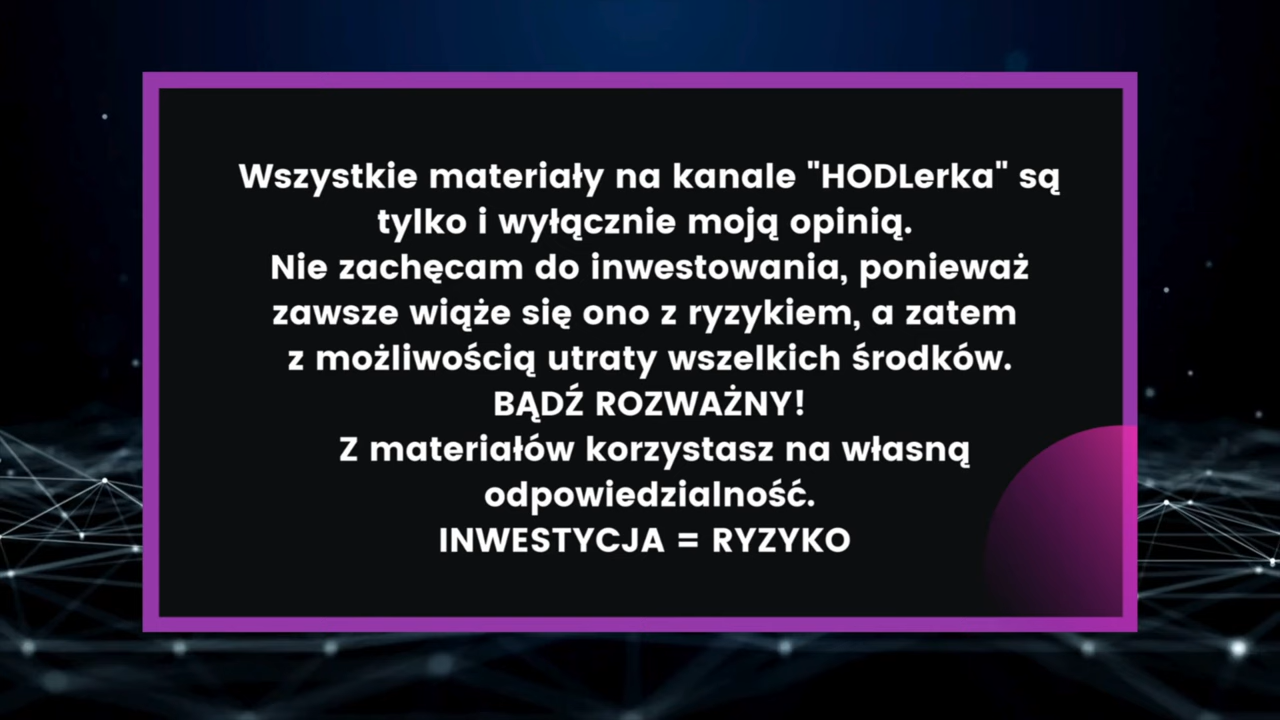 Wszystkie materiały na kanale "HODLerka" są
tylko i wyłącznie moją opinią.
Nie zachęcam do inwestowania, ponieważ
zawsze wiąże się ono z ryzykiem, a zatem
z możliwością utraty wszelkich środków.
BĄDŹ ROZWAŻNY!
Z materiałów korzystasz na własną
odpowiedzialność.
INWESTYCJA = RYZYKO